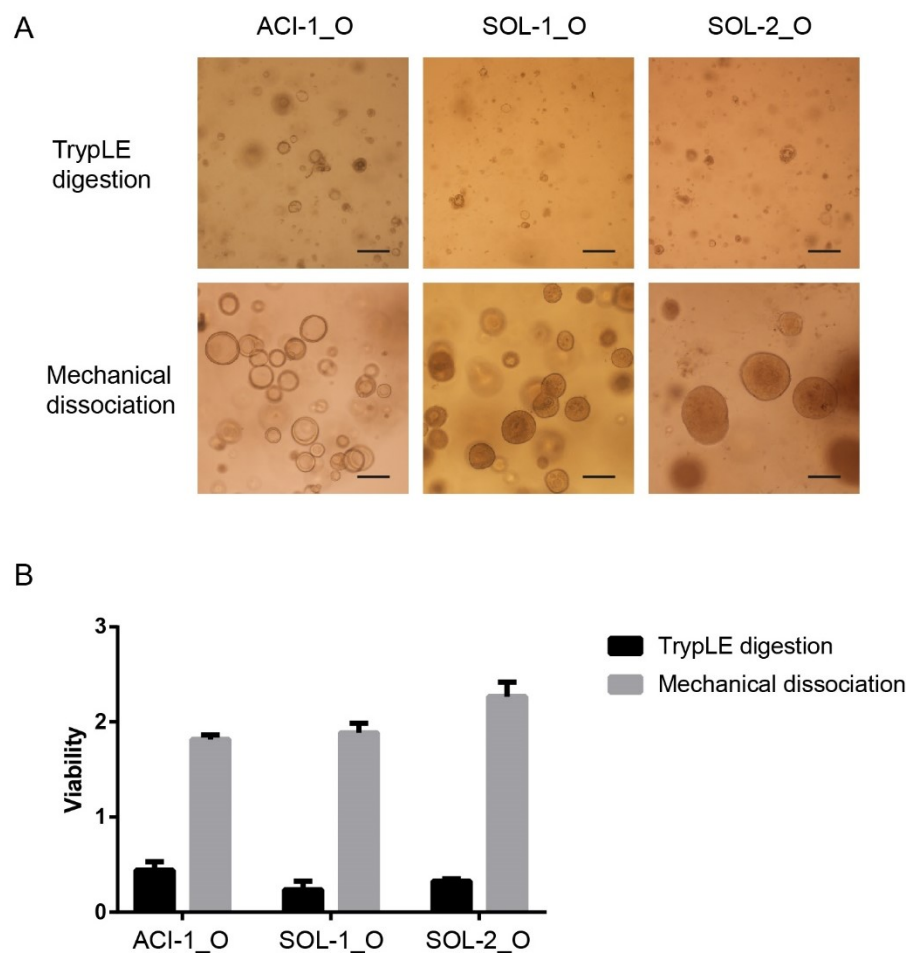 A
ACI-1_O SOL-1_O SOL-2_O
TrypLE
digestion
Mechanical
dissociation
B
3
2
1
0
Viability
ACI-1_O SOL-1_O SOL-2_O
TrypLE digestion
Mechanical dissociation